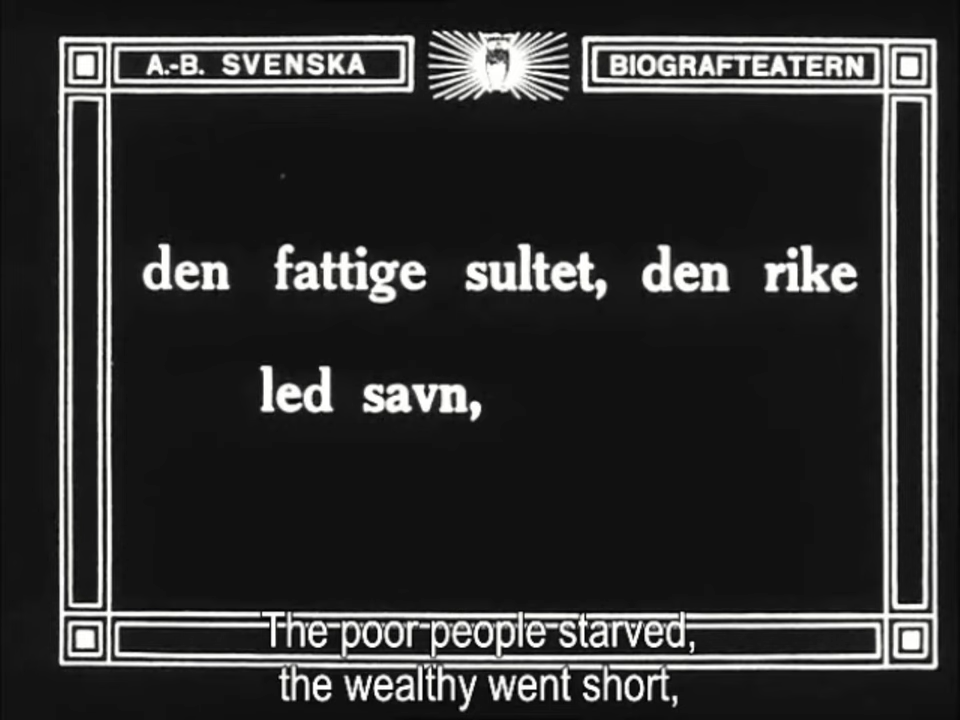 A.-B. SVENSKA BIOGRAFTEATERN
den fattige sultet, den rike
led savn,
The poor people starved,
the wealthy went short,